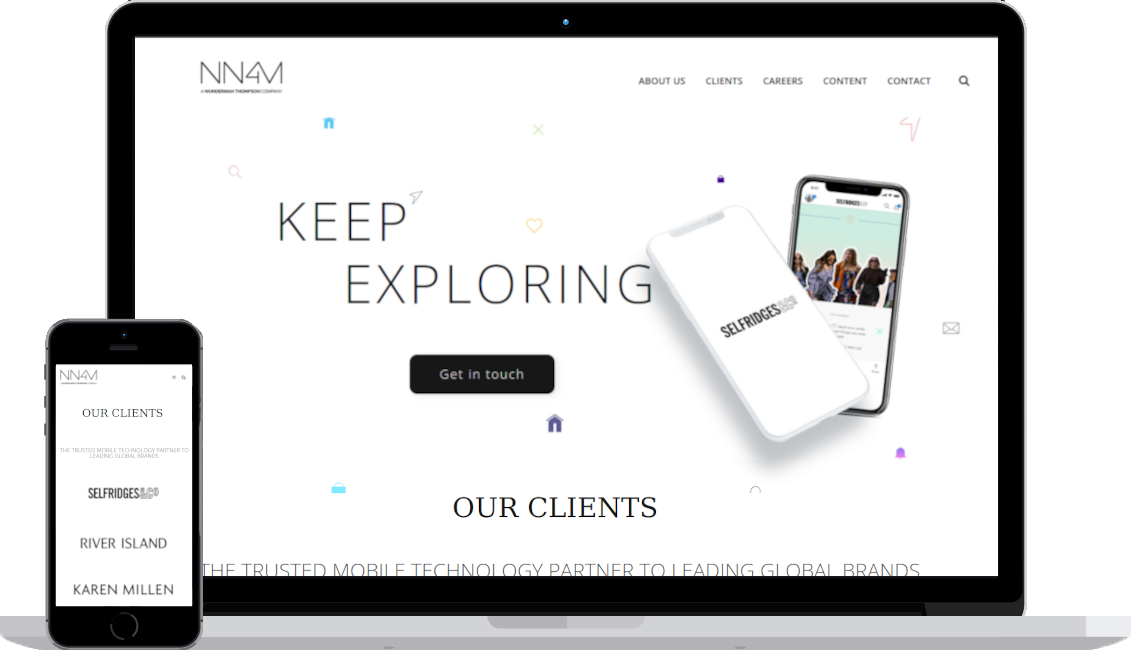 NN4M
A WUNDERMAN THOMPSON COMPANY
ABOUT US
CLIENTS
CAREERS
CONTENT
CONTACT
KEEP
EXPLORING
SELFRIDGES&CO
SELFRIDGES&CO
Get in touch
OUR CLIENTS
THE TRUSTED MOBILE TECHNOLOGY PARTNER TO LEADING GLOBAL BRANDS
NN4M
OUR CLIENTS
THE TRUSTED MOBILE TECHNOLOGY PARTNER TO
LEADING GLOBAL BRANDS
SELFRIDGES&CO
RIVER ISLAND
KAREN MILLEN